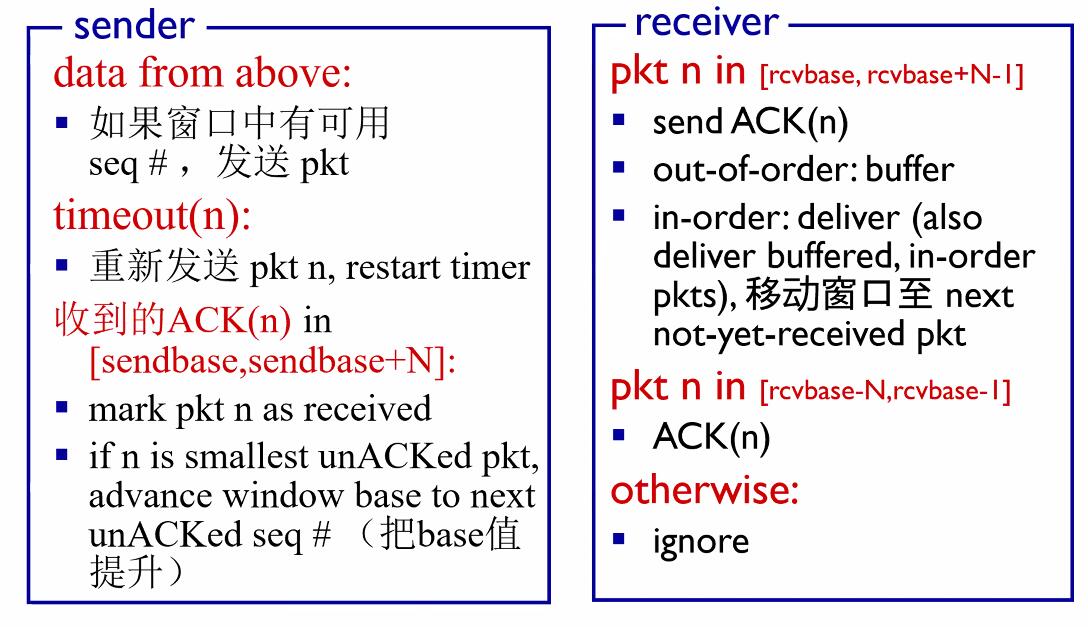 sender
data from above:
▪ 如果窗口中有可用
seq # ，发送 pkt
timeout(n):
▪ 重新发送 pkt n, restart timer
收到的ACK(n) in
[sendbase,sendbase+N]:
▪ mark pkt n as received
▪ if n is smallest unACKed pkt,
advance window base to next
unACKed seq # （把base值
提升）
receiver
pkt n in [rcvbase, rcvbase+N-1]
▪ send ACK(n)
▪ out-of-order: buffer
▪ in-order: deliver (also
deliver buffered, in-order
pkts), 移动窗口至 next
not-yet-received pkt
pkt n in [rcvbase-N,rcvbase-1]
▪ ACK(n)
otherwise:
▪ ignore